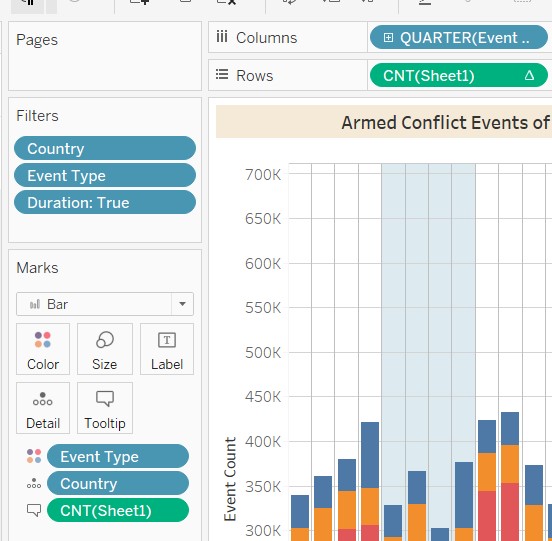 Pages
Columns
QUARTER(Event ..
Rows
CNT(Sheet1) Δ
Filters
Country
Event Type
Duration: True
Marks
Bar
Color
Size
Label
Detail
Tooltip
Event Type
Country
CNT(Sheet1)
Armed Conflict Events of
700K
650K
600K
550K
500K
450K
400K
350K
300K
Event Count